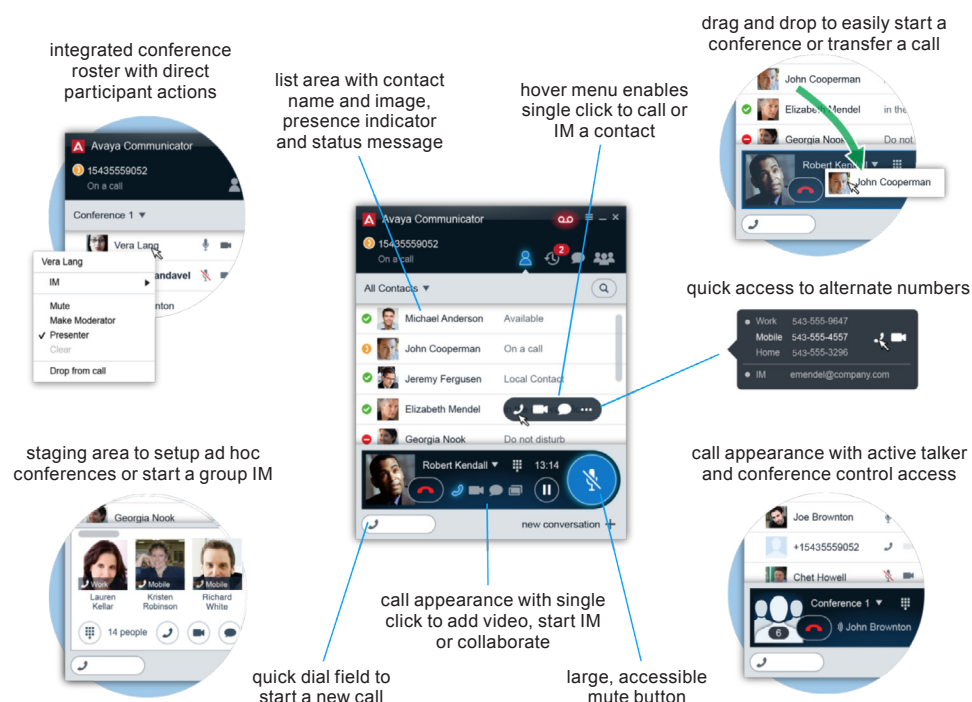 integrated conference
roster with direct
participant actions
Avaya Communicator
15435559052
On a call
Conference 1
Vera Lang
andavel
nton
Vera Lang
IM
Mute
Make Moderator
Presenter
Clear
Drop from call
list area with contact
name and image,
presence indicator
and status message
hover menu enables
single click to call or
IM a contact
drag and drop to easily start a
conference or transfer a call
John Cooperman
Elizabeth Mendel in the
Georgia Nook Do not
Robert Kendall
John Cooperman
Avaya Communicator
15435559052
On a call
2
All Contacts
Michael Anderson Available
John Cooperman On a call
Jeremy Fergusen Local Contact
Elizabeth Mendel
Georgia Nook Do not disturb
Robert Kendall 13:14
new conversation +
quick access to alternate numbers
Work 543-555-9647
Mobile 543-555-4557
Home 543-555-3296
IM emendel@company.com
staging area to setup ad hoc
conferences or start a group IM
Georgia Nook
Work Mobile Mobile
Lauren Kristen Richard
Kellar Robinson White
14 people
call appearance with single
click to add video, start IM
or collaborate
quick dial field to
start a new call
large, accessible
mute button
call appearance with active talker
and conference control access
Joe Brownton
+15435559052
Chet Howell
Conference 1
6
John Brownton